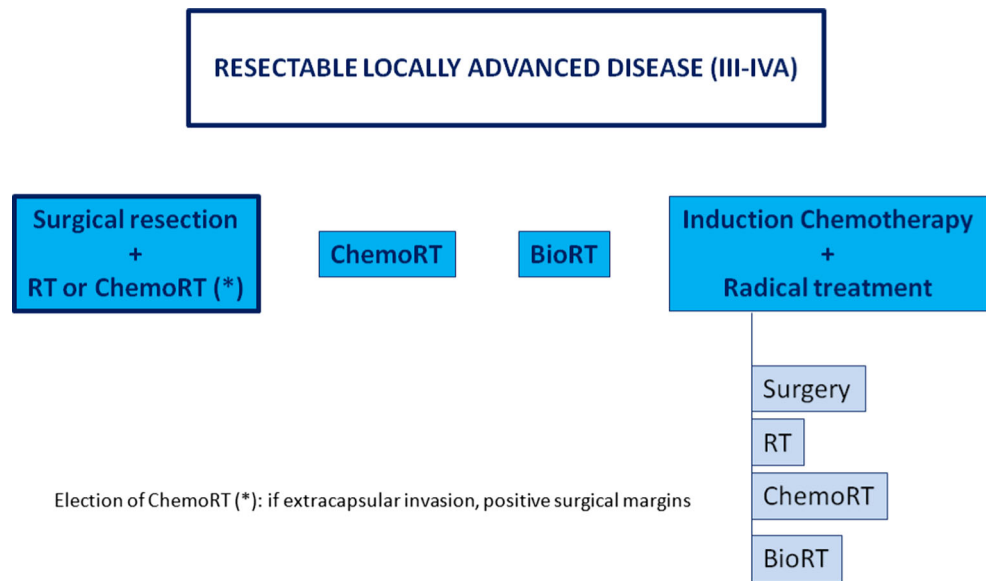 RESECTABLE LOCALLY ADVANCED DISEASE (III-IVA)
Surgical resection
+
RT or ChemoRT (*)
ChemoRT
BioRT
Induction Chemotherapy
+
Radical treatment
Surgery
RT
ChemoRT
BioRT
Election of ChemoRT (*): if extracapsular invasion, positive surgical margins